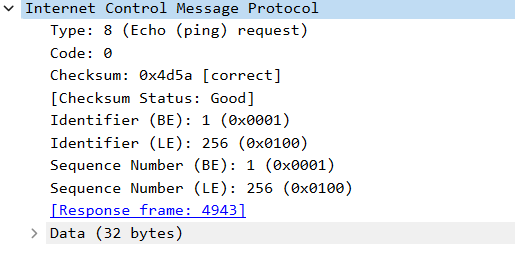 Internet Control Message Protocol
Type: 8 (Echo (ping) request)
Code: 0
Checksum: 0x4d5a [correct]
[Checksum Status: Good]
Identifier (BE): 1 (0x0001)
Identifier (LE): 256 (0x0100)
Sequence Number (BE): 1 (0x0001)
Sequence Number (LE): 256 (0x0100)
[Response frame: 4943]
Data (32 bytes)